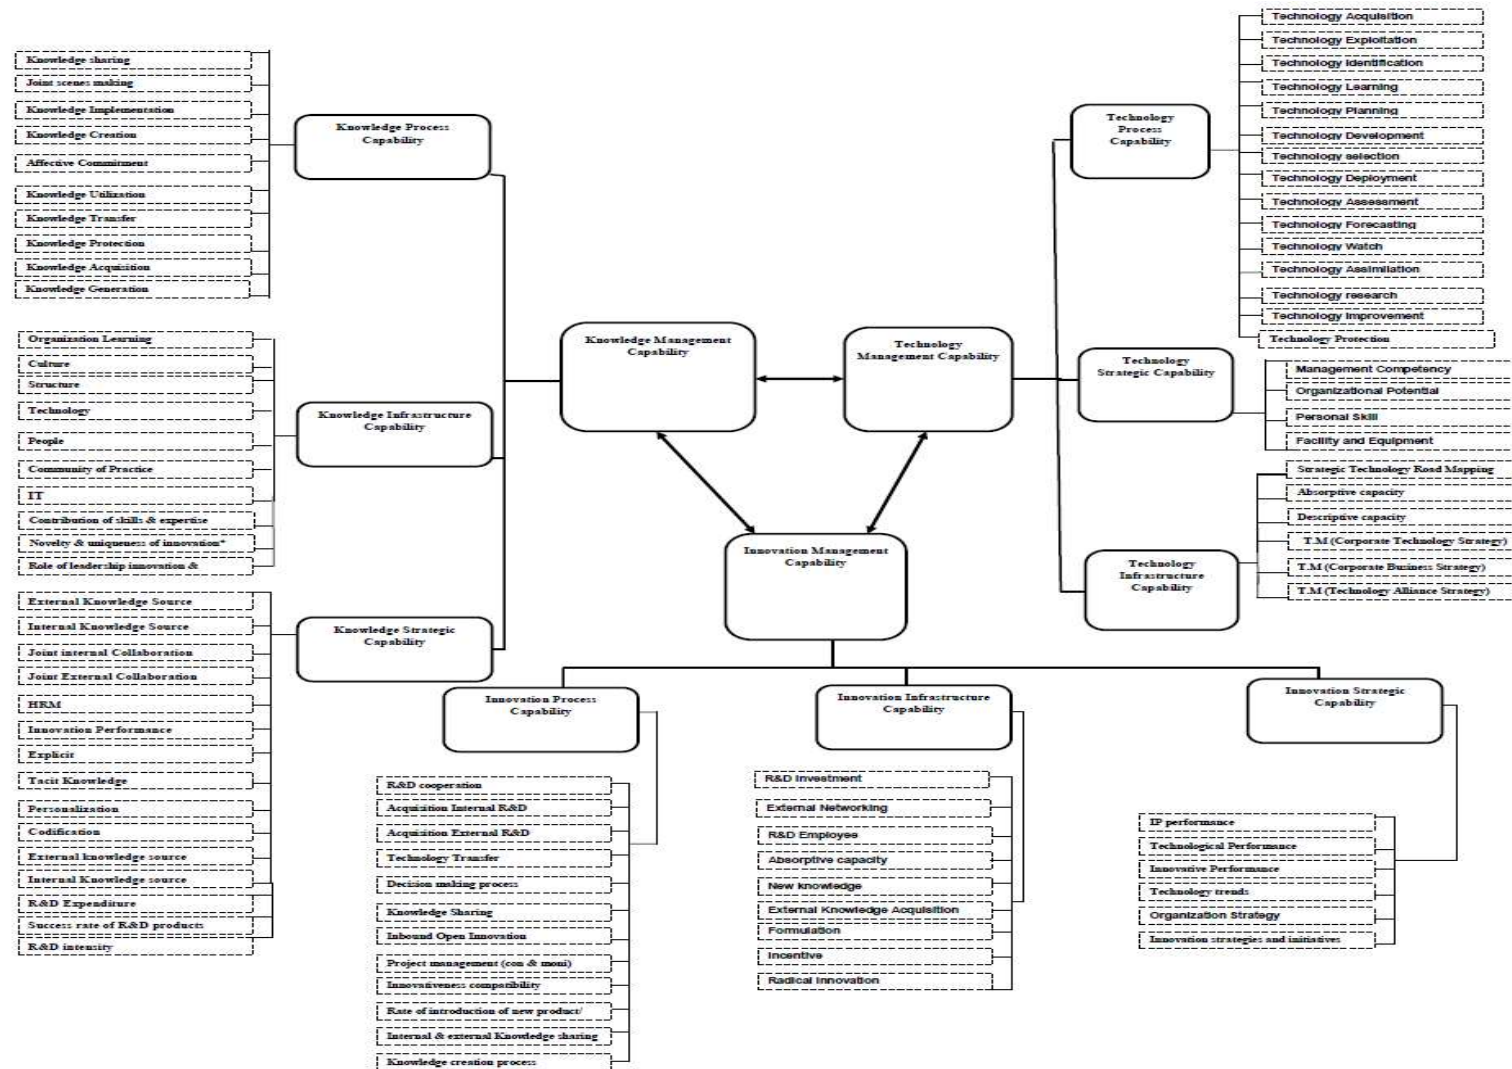 Knowledge sharing
Joint scenes making
Knowledge Implementation
Knowledge Creation
Affective Commitment
Knowledge Utilization
Knowledge Transfer
Knowledge Protection
Knowledge Acquisition
Knowledge Generation
Knowledge Process
Capability
Organization Learning
Culture
Structure
Technology
People
Community of Practice
IT
Contribution of skills & expertise
Novelty & uniqueness of innovation*
Role of leadership innovation &
Knowledge Infrastructure
Capability
External Knowledge Source
Internal Knowledge Source
Joint internal Collaboration
Joint External Collaboration
HRM
Innovation Performance
Explicit
Tacit Knowledge
Personalization
Codification
External knowledge source
Internal Knowledge source
R&D Expenditure
Success rate of R&D products
R&D intensity
Knowledge Strategic
Capability
Knowledge Management
Capability
Technology
Management Capability
Innovation Management
Capability
Technology
Process
Capability
Technology Acquisition
Technology Exploitation
Technology Identification
Technology Learning
Technology Planning
Technology Development
Technology selection
Technology Deployment
Technology Assessment
Technology Forecasting
Technology Watch
Technology Assimilation
Technology research
Technology Improvement
Technology Protection
Technology
Strategic Capability
Management Competency
Organizational Potential
Personal Skill
Facility and Equipment
Technology
Infrastructure
Capability
Strategic Technology Road Mapping
Absorptive capacity
Descriptive capacity
T.M (Corporate Technology Strategy)
T.M (Corporate Business Strategy)
T.M (Technology Alliance Strategy)
Innovation Process
Capability
R&D cooperation
Acquisition Internal R&D
Acquisition External R&D
Technology Transfer
Decision making process
Knowledge Sharing
Inbound Open Innovation
Project management (con & moni)
Innovativeness compatibility
Rate of introduction of new product/
Internal & external Knowledge sharing
Knowledge creation process
Innovation Infrastructure
Capability
R&D Investment
External Networking
R&D Employee
Absorptive capacity
New knowledge
External Knowledge Acquisition
Formulation
Incentive
Radical Innovation
Innovation Strategic
Capability
IP performance
Technological Performance
Innovative Performance
Technology trends
Organization Strategy
Innovation strategies and initiatives